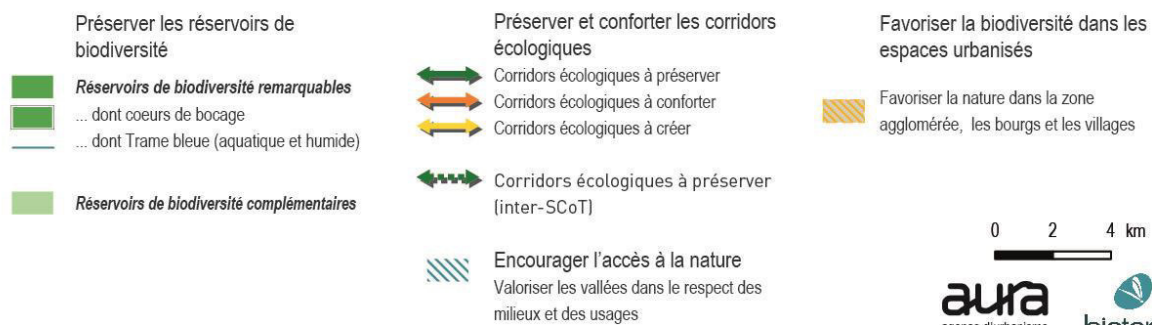 Préserver les réservoirs de
biodiversité
Réservoirs de biodiversité remarquables
... dont coeurs de bocage
... dont Trame bleue (aquatique et humide)
Réservoirs de biodiversité complémentaires
Préserver et conforter les corridors
écologiques
Corridors écologiques à préserver
Corridors écologiques à conforter
Corridors écologiques à créer
Corridors écologiques à préserver
(inter-SCoT)
Encourager l'accès à la nature
Valoriser les vallées dans le respect des
milieux et des usages
Favoriser la biodiversité dans les
espaces urbanisés
Favoriser la nature dans la zone
agglomérée, les bourgs et les villages
0 2 4 km
aura